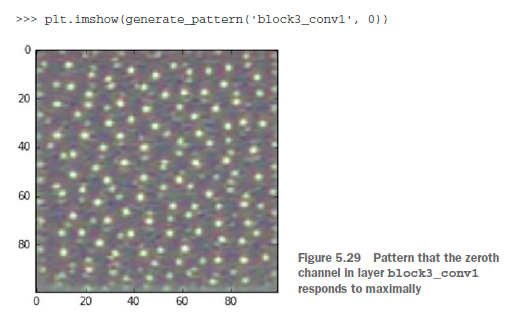 >>> plt.imshow(generate_pattern('block3_conv1', 0))
0
20
40
60
80
0 20 40 60 80
Figure 5.29 Pattern that the zeroth
channel in layer block3_conv1
responds to maximally